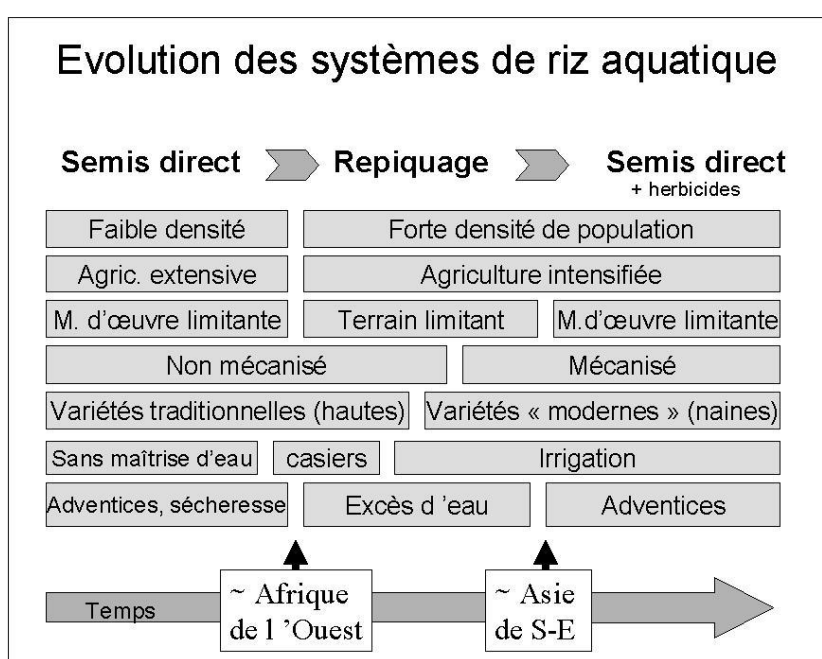 Evolution des systèmes de riz aquatique
Semis direct Repiquage Semis direct
+ herbicides
Faible densité Forte densité de population
Agric. extensive Agriculture intensifiée
M. d'œuvre limitante Terrain limitant M.d'œuvre limitante
Non mécanisé Mécanisé
Variétés traditionnelles (hautes) Variétés « modernes » (naines)
Sans maîtrise d'eau casiers Irrigation
Adventices, sécheresse Excès d 'eau Adventices
Temps
~ Afrique
de l 'Ouest
~ Asie
de S-E